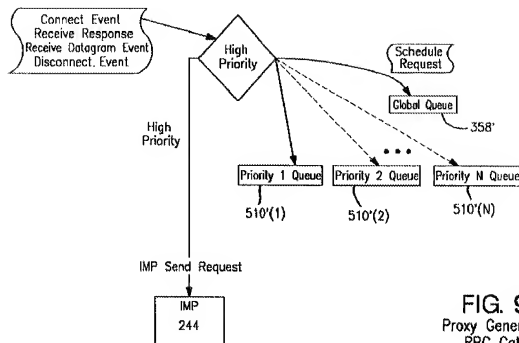 Connect Event
Receive Response
Receive Datagram Event
Disconnect. Event
High
Priority
Schedule
Request
Global Queue
358'
High
Priority
Priority 1 Queue
Priority 2 Queue
Priority N Queue
510'(1)
510'(2)
510'(N)
IMP Send Request
IMP
244
FIG. 9
Proxy Gener